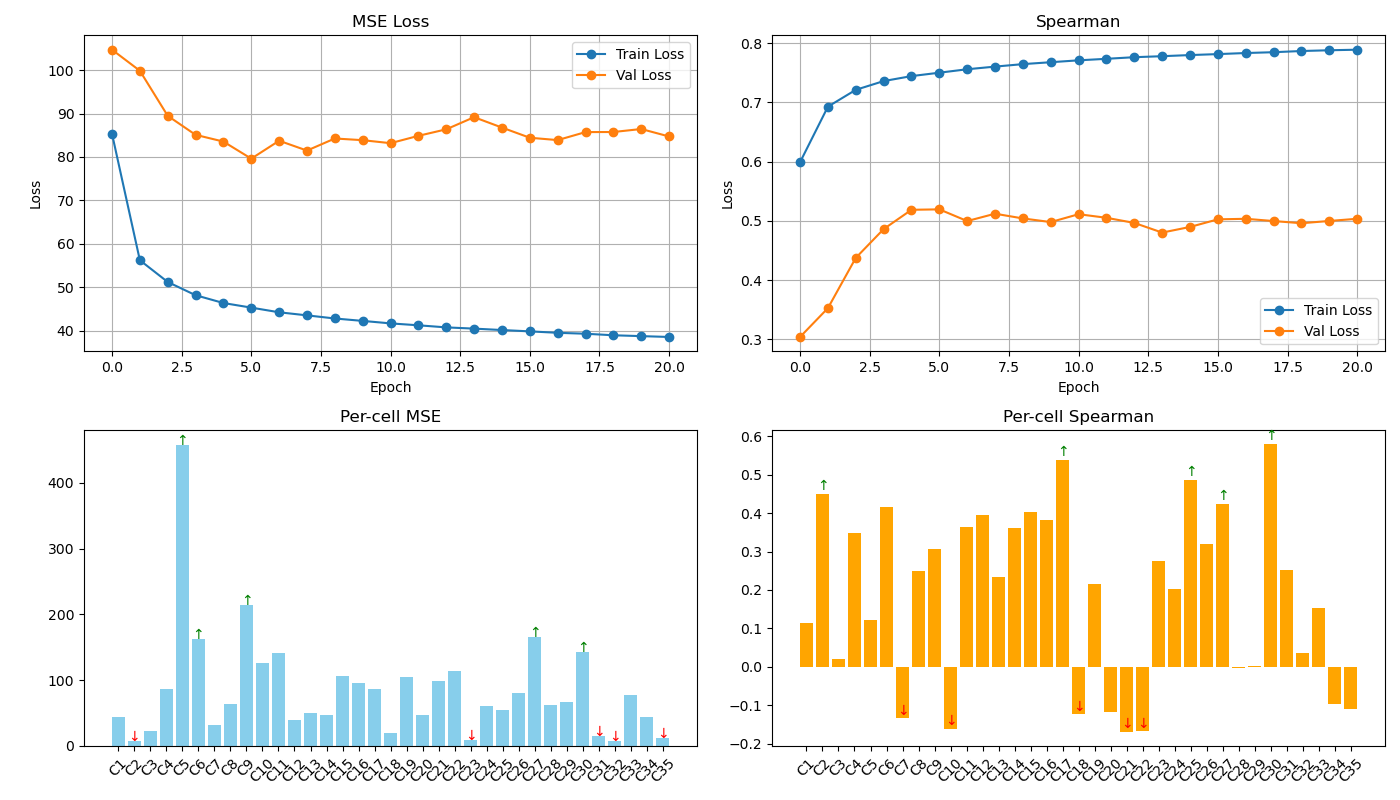 MSE Loss
100
90
80
70
60
50
40
Loss
Train Loss
Val Loss
0.0 2.5 5.0 7.5 10.0 12.5 15.0 17.5 20.0
Epoch
Spearman
0.8
0.7
0.6
0.5
0.4
0.3
Loss
Train Loss
Val Loss
0.0 2.5 5.0 7.5 10.0 12.5 15.0 17.5 20.0
Epoch
Per-cell MSE
400
300
200
100
0
↑ ↓ ↑ ↑ ↑ ↑ ↓ ↓ ↓ ↓
C1 C2 C3 C4 C5 C6 C7 C8 C9 C10 C11 C12 C13 C14 C15 C16 C17 C18 C19 C20 C21 C22 C23 C24 C25 C26 C27 C28 C29 C30 C31 C32 C33 C34 C35
Per-cell Spearman
0.6
0.5
0.4
0.3
0.2
0.1
0.0
−0.1
−0.2
↑ ↑ ↑ ↑ ↑ ↓ ↓ ↓ ↓ ↓
C1 C2 C3 C4 C5 C6 C7 C8 C9 C10 C11 C12 C13 C14 C15 C16 C17 C18 C19 C20 C21 C22 C23 C24 C25 C26 C27 C28 C29 C30 C31 C32 C33 C34 C35